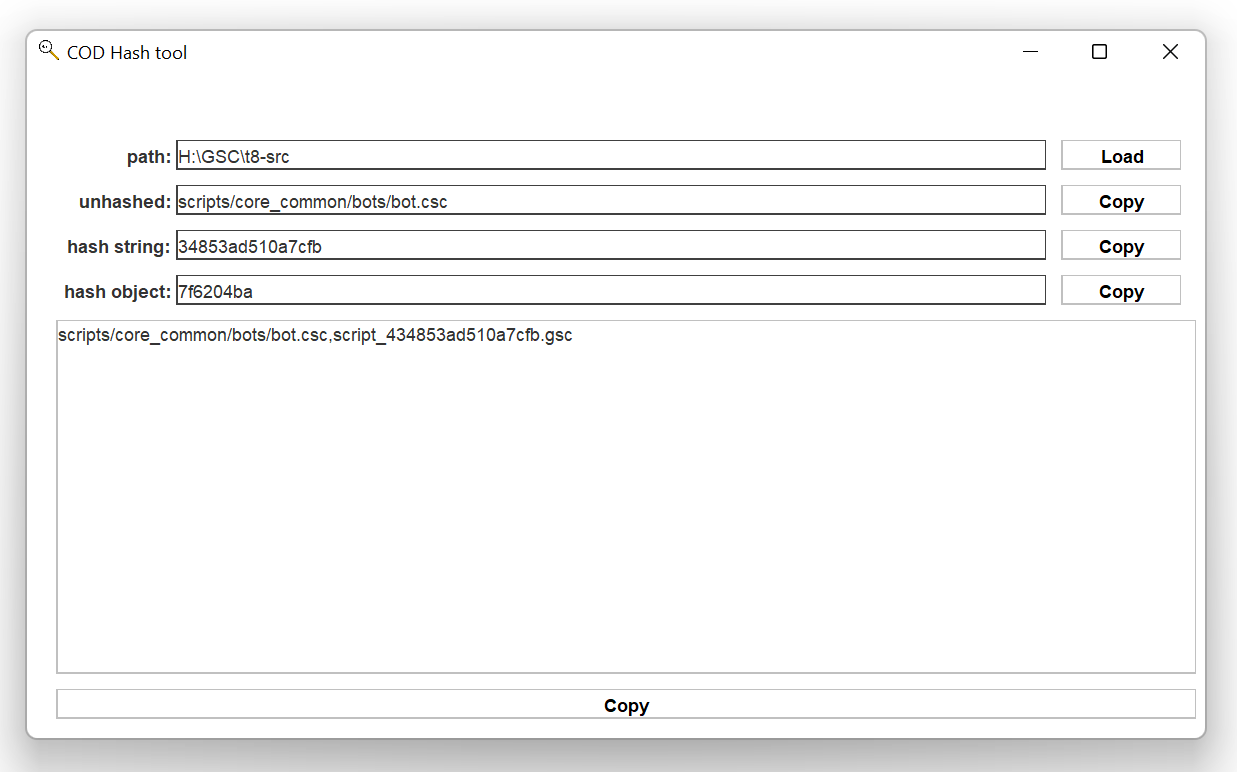 COD Hash tool
path: H:\GSC\t8-src Load
unhashed: scripts/core_common/bots/bot.csc Copy
hash string: 34853ad510a7cfb Copy
hash object: 7f6204ba Copy
scripts/core_common/bots/bot.csc,script_434853ad510a7cfb.gsc
Copy